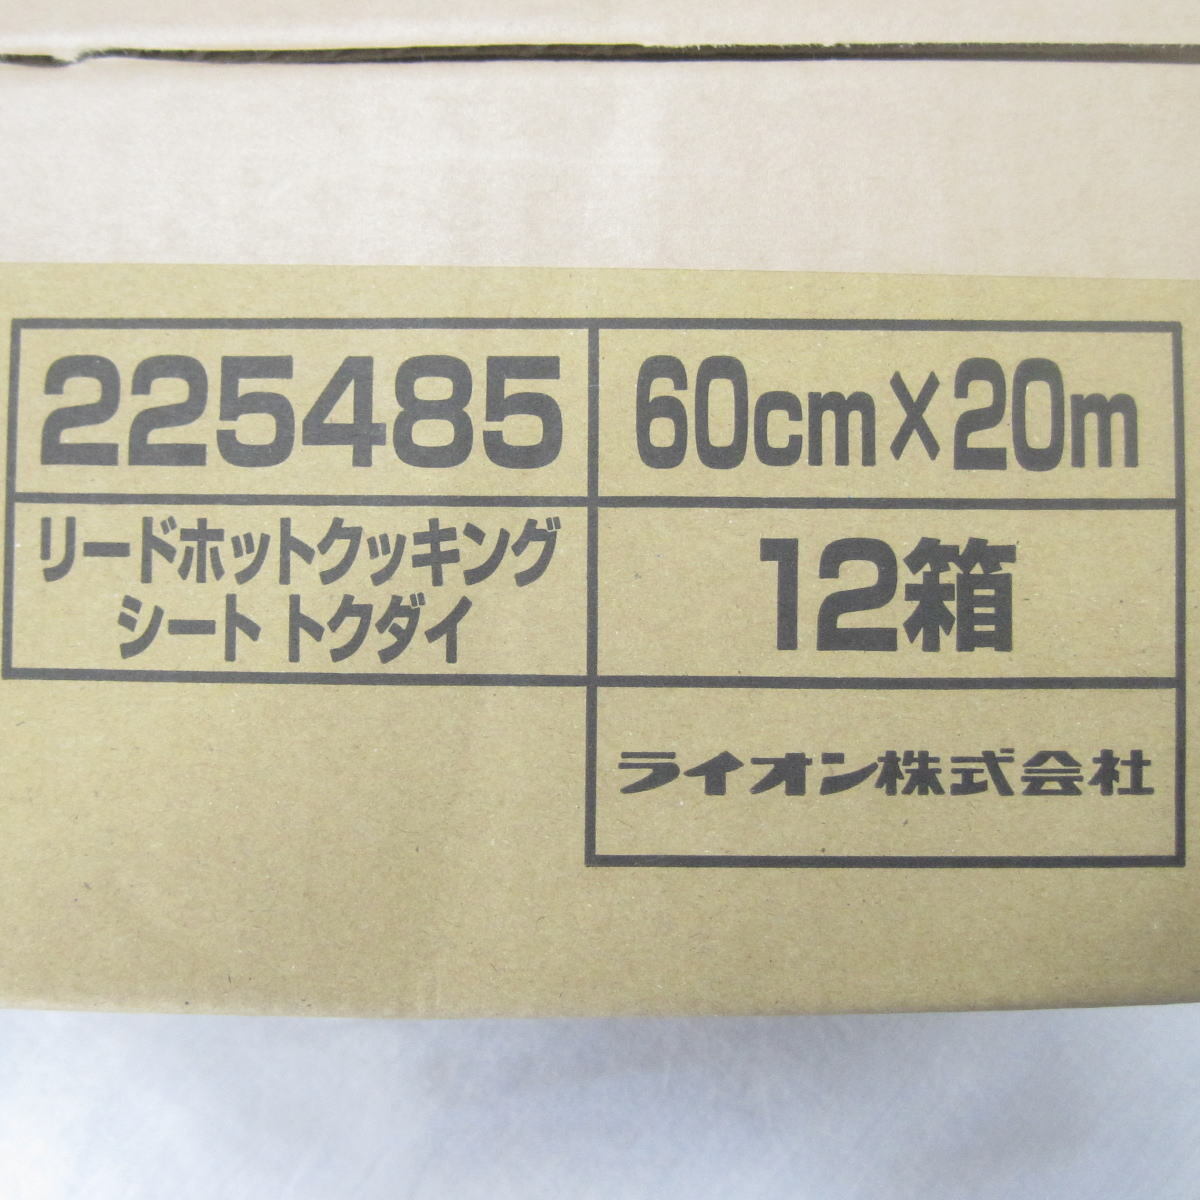 225485
60cm×20m
リードホットクッキング
シート トクダイ
12箱
ライオン株式会社